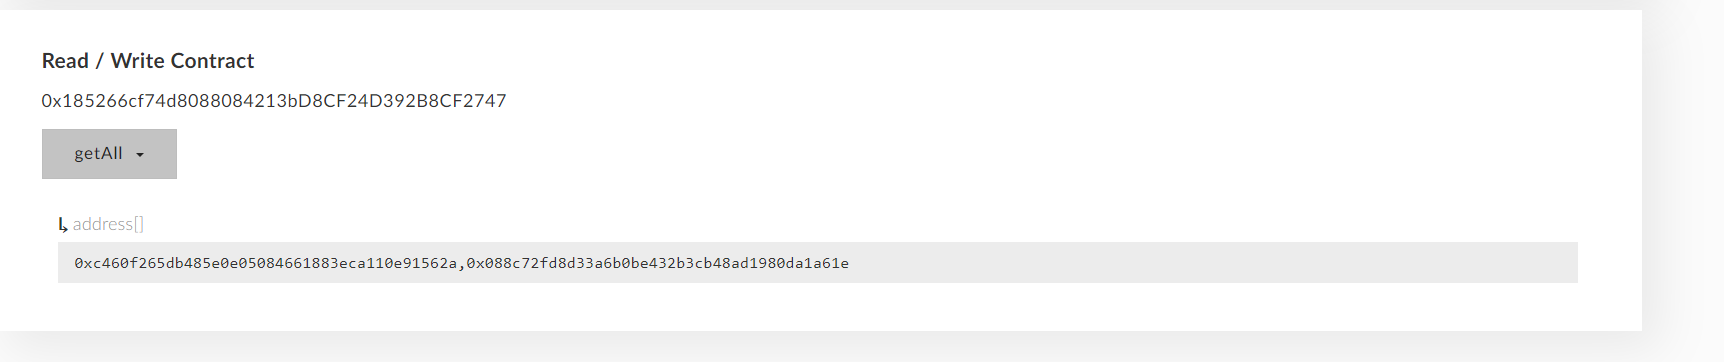 Read / Write Contract
0x185266cf74d8088084213bD8CF24D392B8CF2747
getAll
address[]
0xc460f265db485e0e05084661883eca110e91562a,0x088c72fd8d33a6b0be432b3cb48ad1980da1a61e